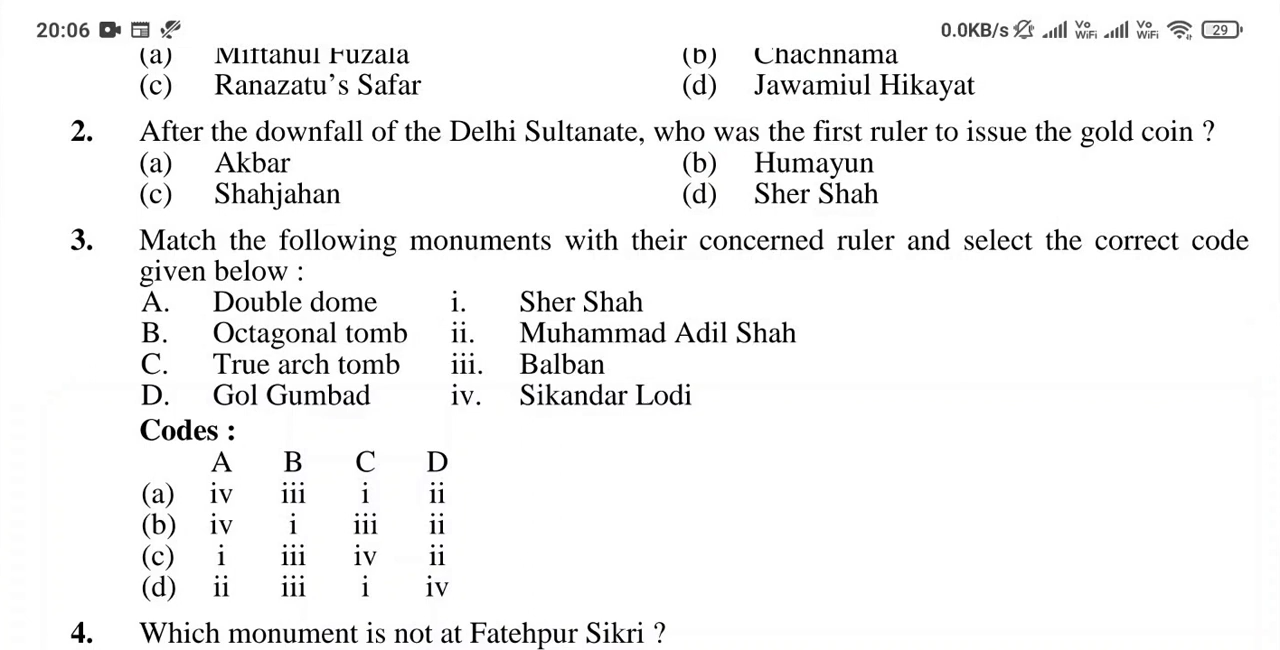 20:06 0.0KB/s Vo WiFi Vo WiFi 29
(a) Miftahul Fuzala (b) Chachnama
(c) Ranazatu’s Safar (d) Jawamiul Hikayat
2. After the downfall of the Delhi Sultanate, who was the first ruler to issue the gold coin ?
(a) Akbar (b) Humayun
(c) Shahjahan (d) Sher Shah
3. Match the following monuments with their concerned ruler and select the correct code
given below :
A. Double dome i. Sher Shah
B. Octagonal tomb ii. Muhammad Adil Shah
C. True arch tomb iii. Balban
D. Gol Gumbad iv. Sikandar Lodi
Codes :
A B C D
(a) iv iii i ii
(b) iv i iii ii
(c) i iii iv ii
(d) ii iii i iv
4. Which monument is not at Fatehpur Sikri ?